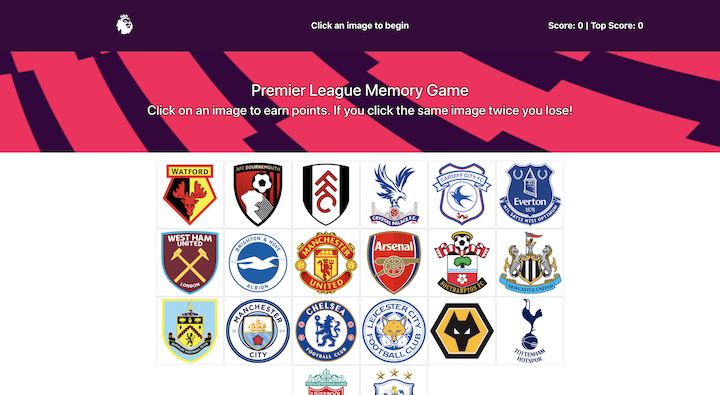 Click an image to begin
Score: 0 | Top Score: 0
Premier League Memory Game
Click on an image to earn points. If you click the same image twice you lose!
WATFORD
AFC BOURNEMOUTH
FFC
CRYSTAL PALACE F.C.
CARDIFF CITY FC
Everton
1878
NIL SATIS NISI OPTIMUM
WEST HAM
UNITED
LONDON
BRIGHTON & HOVE
ALBION
MANCHESTER
UNITED
Arsenal
SOUTHAMPTON FC
NEWCASTLE UNITED
MANCHESTER
CITY
CHELSEA
FOOTBALL CLUB
LEICESTER CITY
FOOTBALL CLUB
TOTTENHAM
HOTSPUR
LIVERPOOL